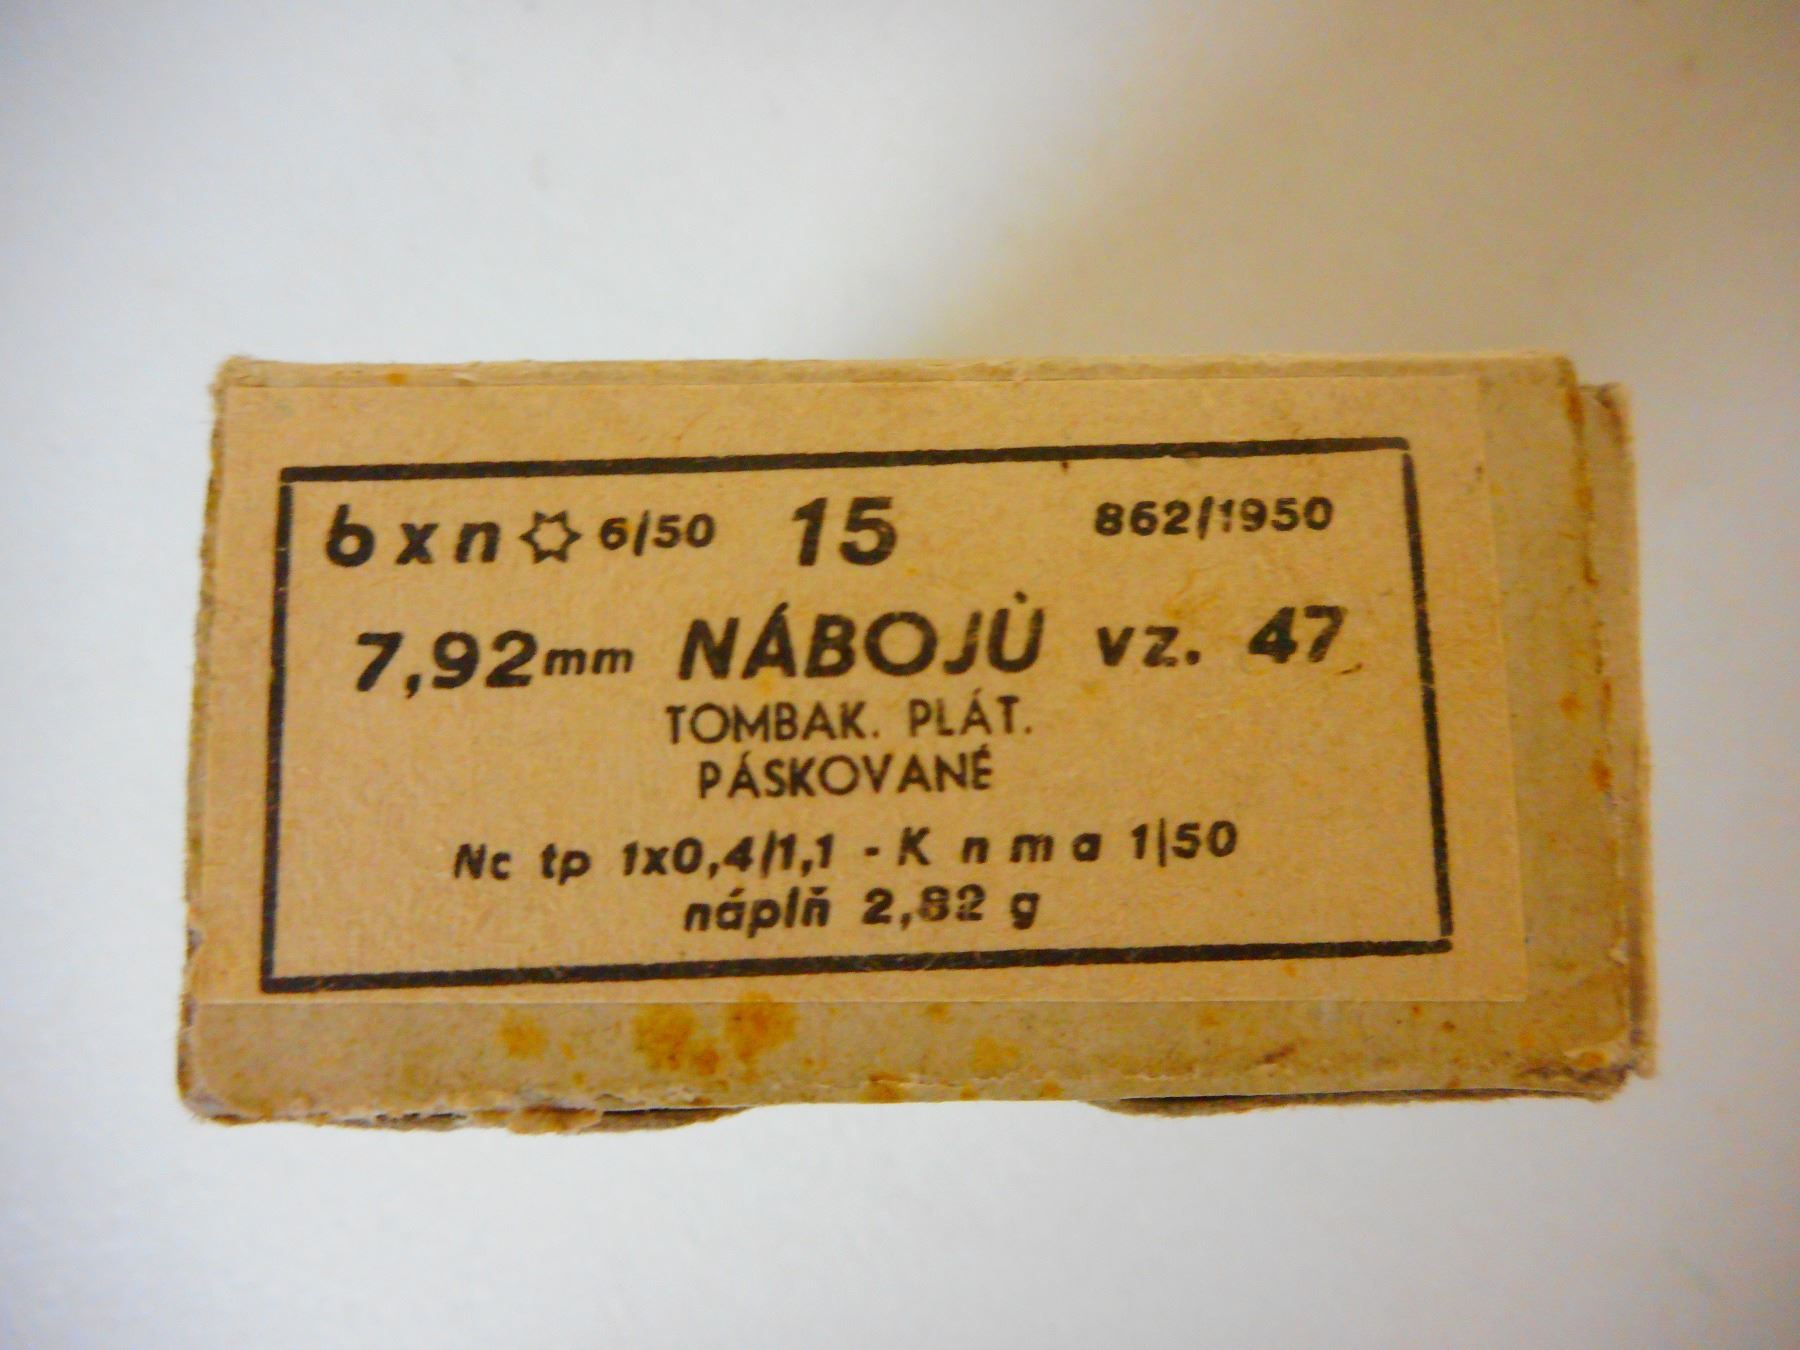 bxn ✡ 6/50 15 862/1950
7,92mm NÁBOJŮ vz. 47
TOMBAK. PLÁT.
PÁSKOVANÉ
Nc tp 1x0,4/1,1 - K n m a 1/50
náplň 2,82 g